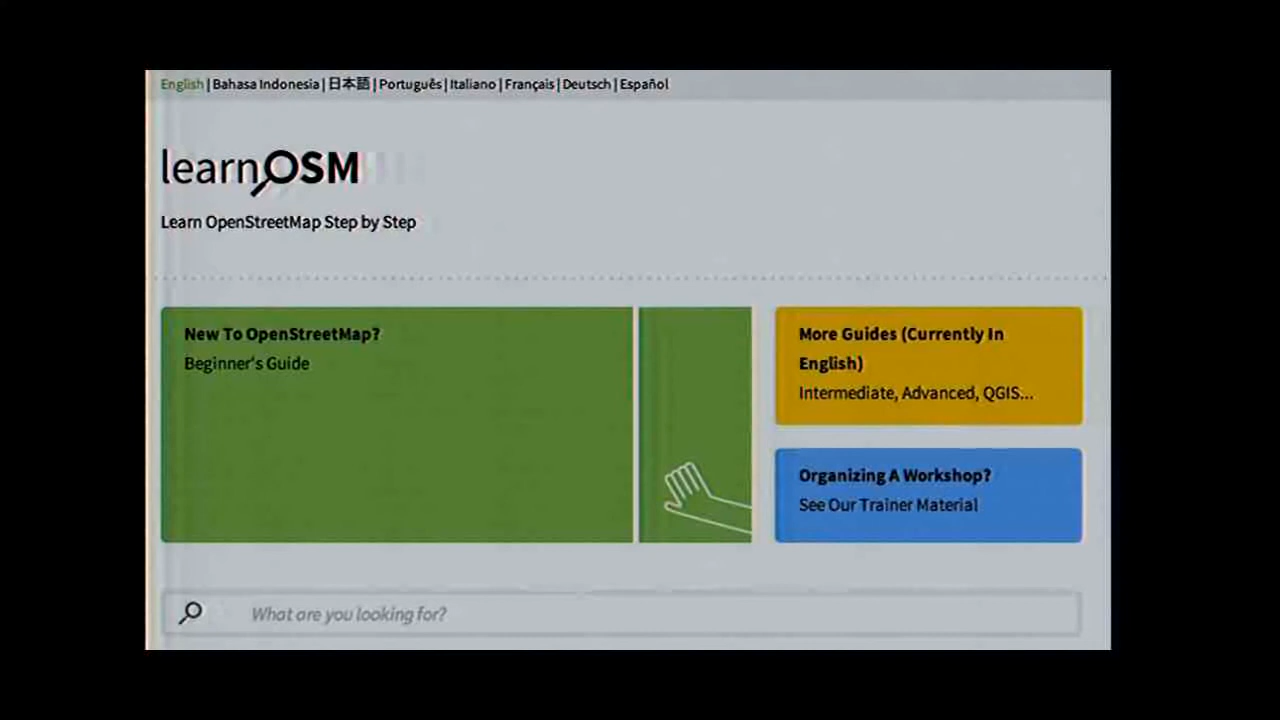 English | Bahasa Indonesia | 日本語 | Português | Italiano | Français | Deutsch | Español
learnOSM
Learn OpenStreetMap Step by Step
New To OpenStreetMap?
Beginner's Guide
More Guides (Currently In
English)
Intermediate, Advanced, QGIS...
Organizing A Workshop?
See Our Trainer Material
What are you looking for?